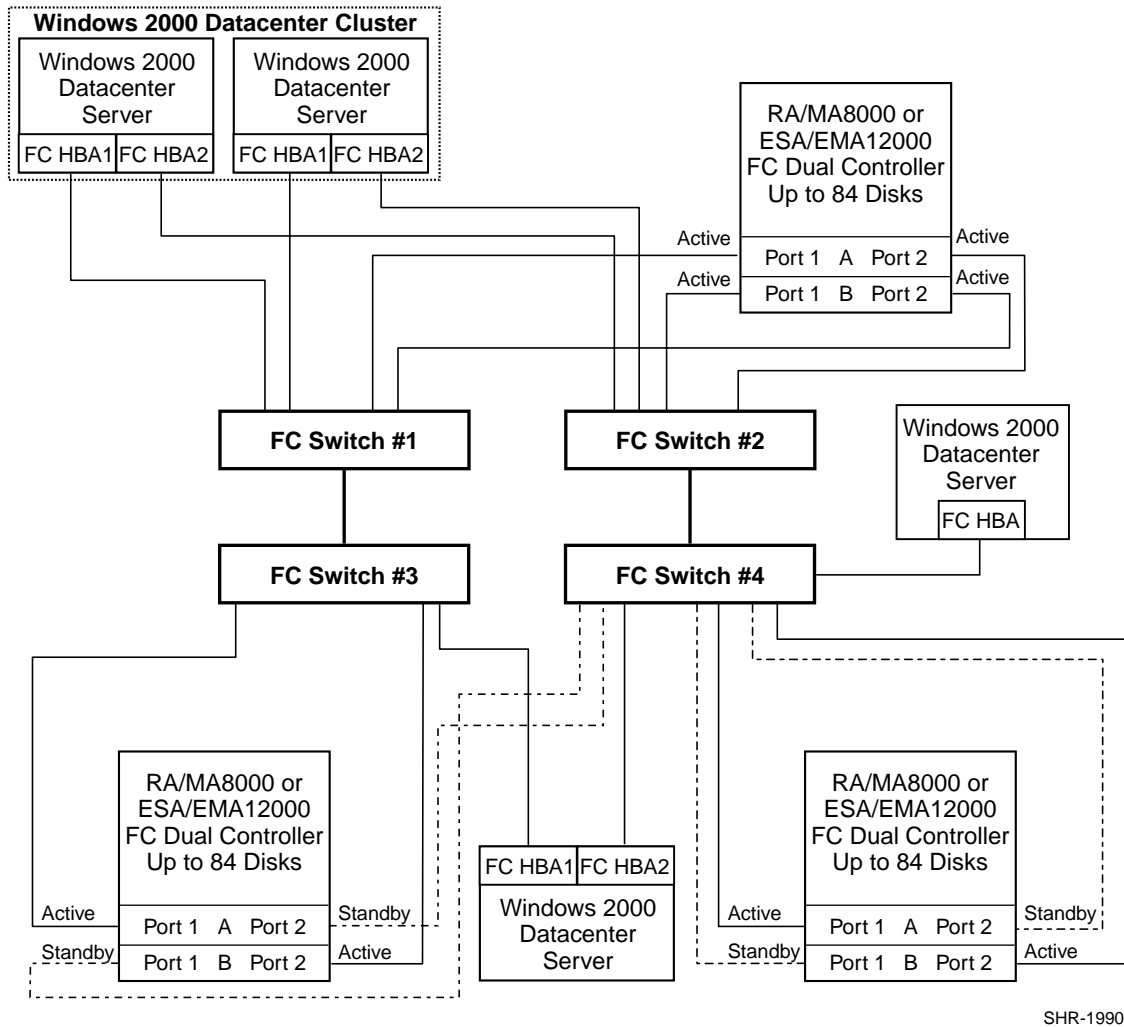 Windows 2000 Datacenter Cluster
Windows 2000
Datacenter
Server
FC HBA1 FC HBA2
Windows 2000
Datacenter
Server
FC HBA1 FC HBA2
RA/MA8000 or
ESA/EMA12000
FC Dual Controller
Up to 84 Disks
Active
Port 1 A Port 2
Active
Active
Port 1 B Port 2
Active
FC Switch #1
FC Switch #2
Windows 2000
Datacenter
Server
FC HBA
FC Switch #3
FC Switch #4
RA/MA8000 or
ESA/EMA12000
FC Dual Controller
Up to 84 Disks
Active
Port 1 A Port 2
Standby
Standby
Port 1 B Port 2
Active
FC HBA1 FC HBA2
Windows 2000
Datacenter
Server
RA/MA8000 or
ESA/EMA12000
FC Dual Controller
Up to 84 Disks
Active
Port 1 A Port 2
Standby
Standby
Port 1 B Port 2
Active
SHR-1990